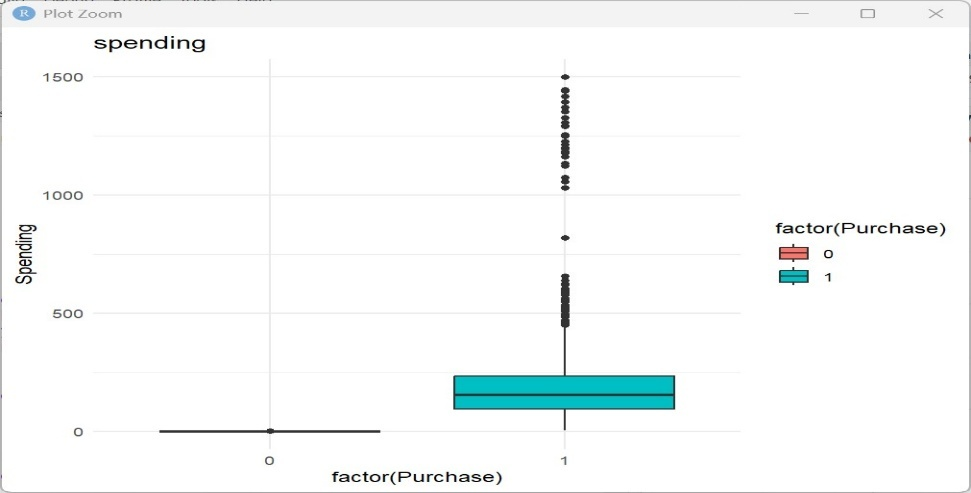 R Plot Zoom
spending
1500
1000
500
0
Spending
0 1
factor(Purchase)
factor(Purchase)
0
1